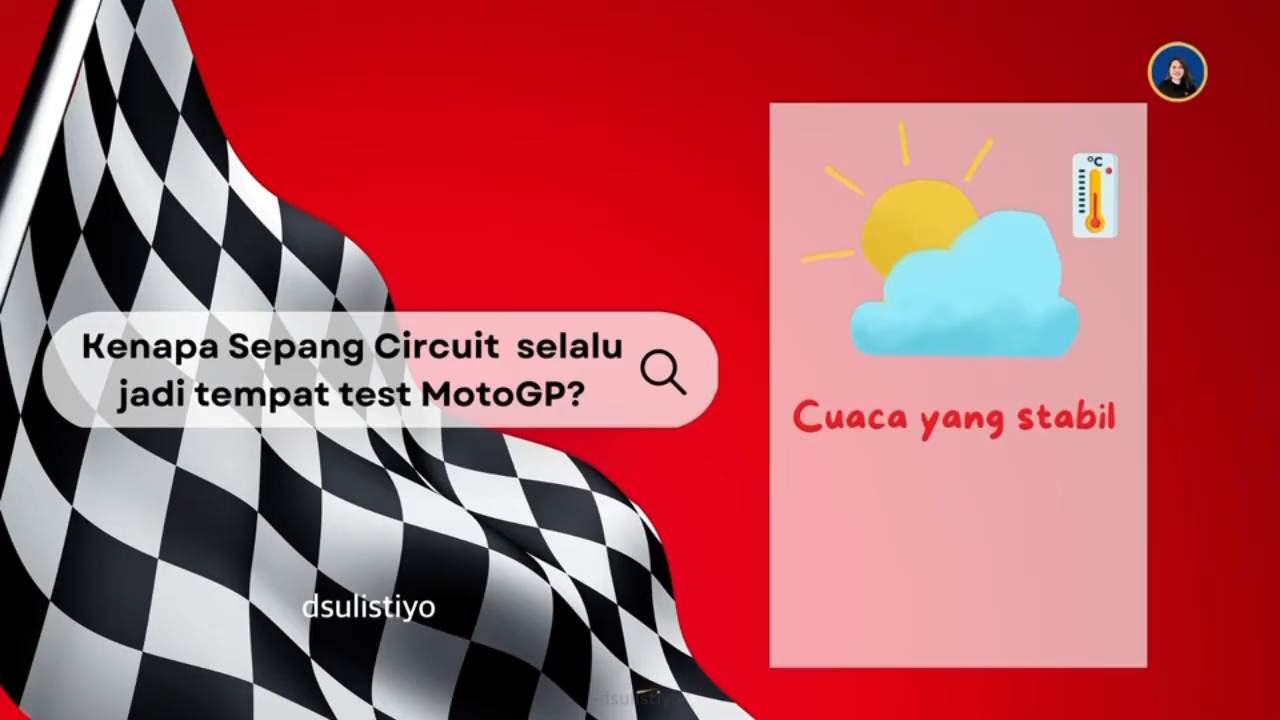 Kenapa Sepang Circuit selalu
jadi tempat test MotoGP?
°C
Cuaca yang stabil
dsulistiyo